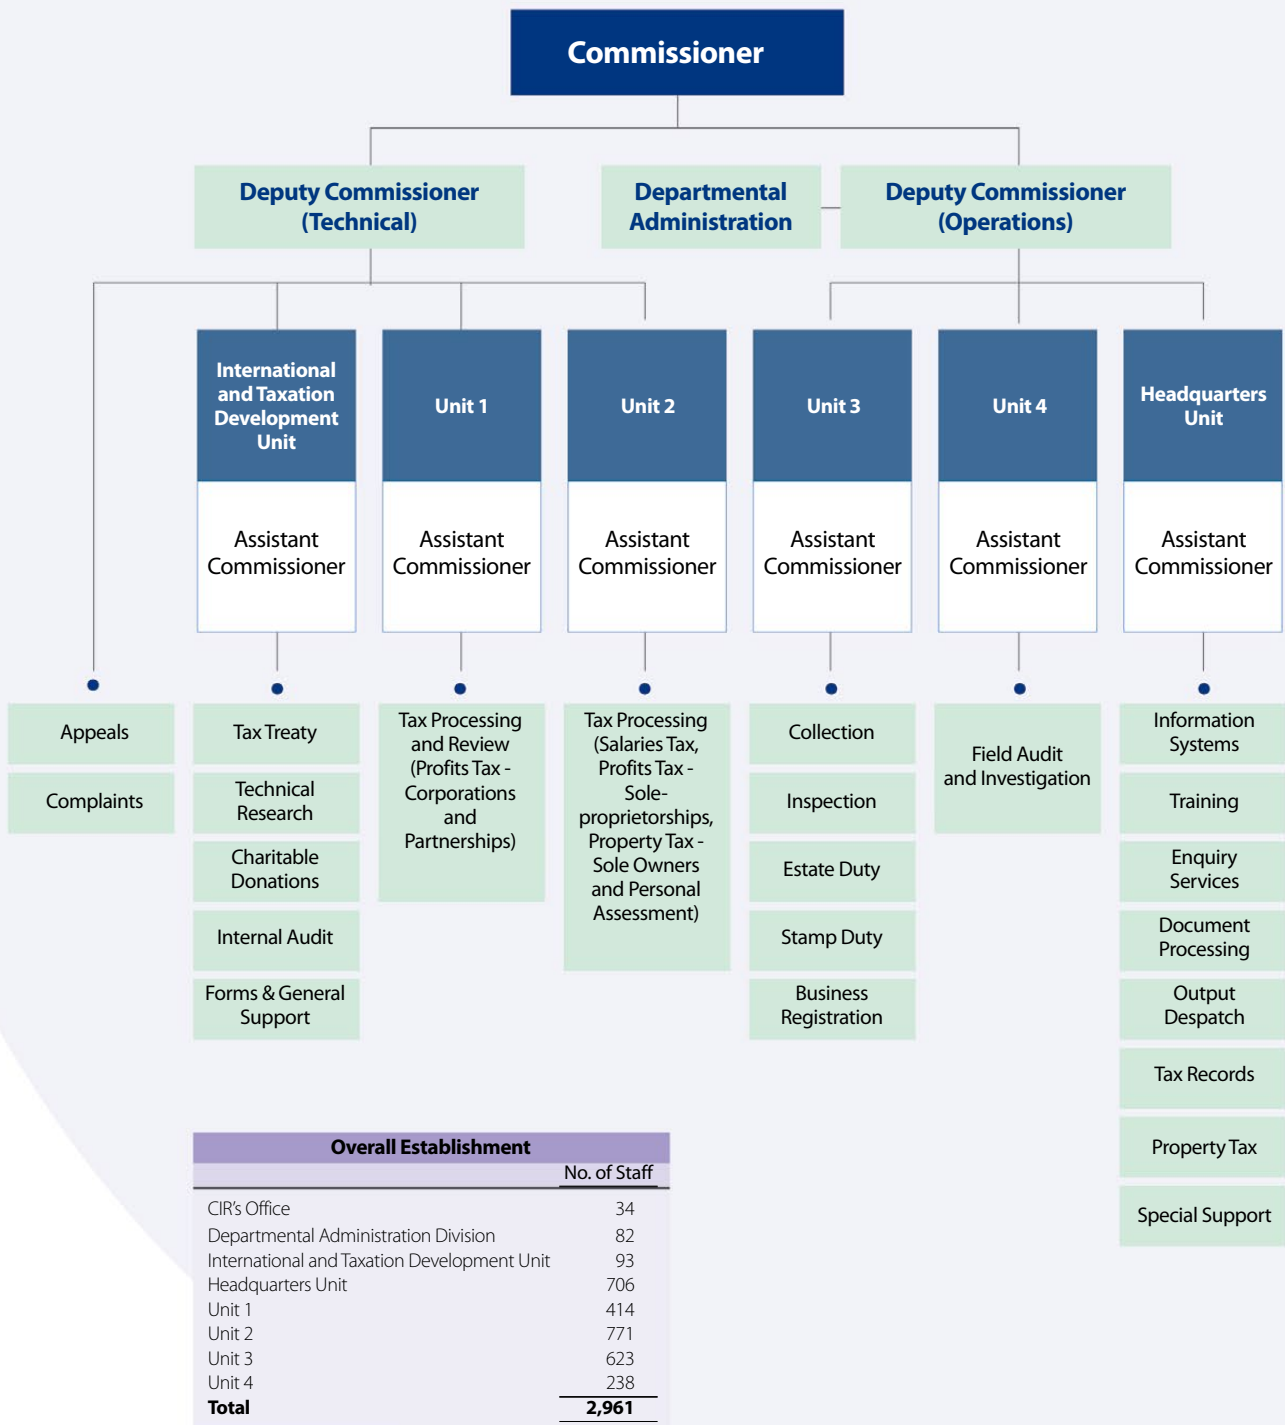 Commissioner
Deputy Commissioner
(Technical)
Departmental
Administration
Deputy Commissioner
(Operations)
International
and Taxation
Development
Unit
Assistant
Commissioner
Unit 1
Assistant
Commissioner
Unit 2
Assistant
Commissioner
Unit 3
Assistant
Commissioner
Unit 4
Assistant
Commissioner
Headquarters
Unit
Assistant
Commissioner
Appeals
Complaints
Tax Treaty
Technical
Research
Charitable
Donations
Internal Audit
Forms & General
Support
Tax Processing
and Review
(Profits Tax -
Corporations
and
Partnerships)
Tax Processing
(Salaries Tax,
Profits Tax -
Sole-
proprietorships,
Property Tax -
Sole Owners
and Personal
Assessment)
Collection
Inspection
Estate Duty
Stamp Duty
Business
Registration
Field Audit
and Investigation
Information
Systems
Training
Enquiry
Services
Document
Processing
Output
Despatch
Tax Records
Property Tax
Special Support
Overall Establishment
No. of Staff
CIR's Office 34
Departmental Administration Division 82
International and Taxation Development Unit 93
Headquarters Unit 706
Unit 1 414
Unit 2 771
Unit 3 623
Unit 4 238
Total 2,961